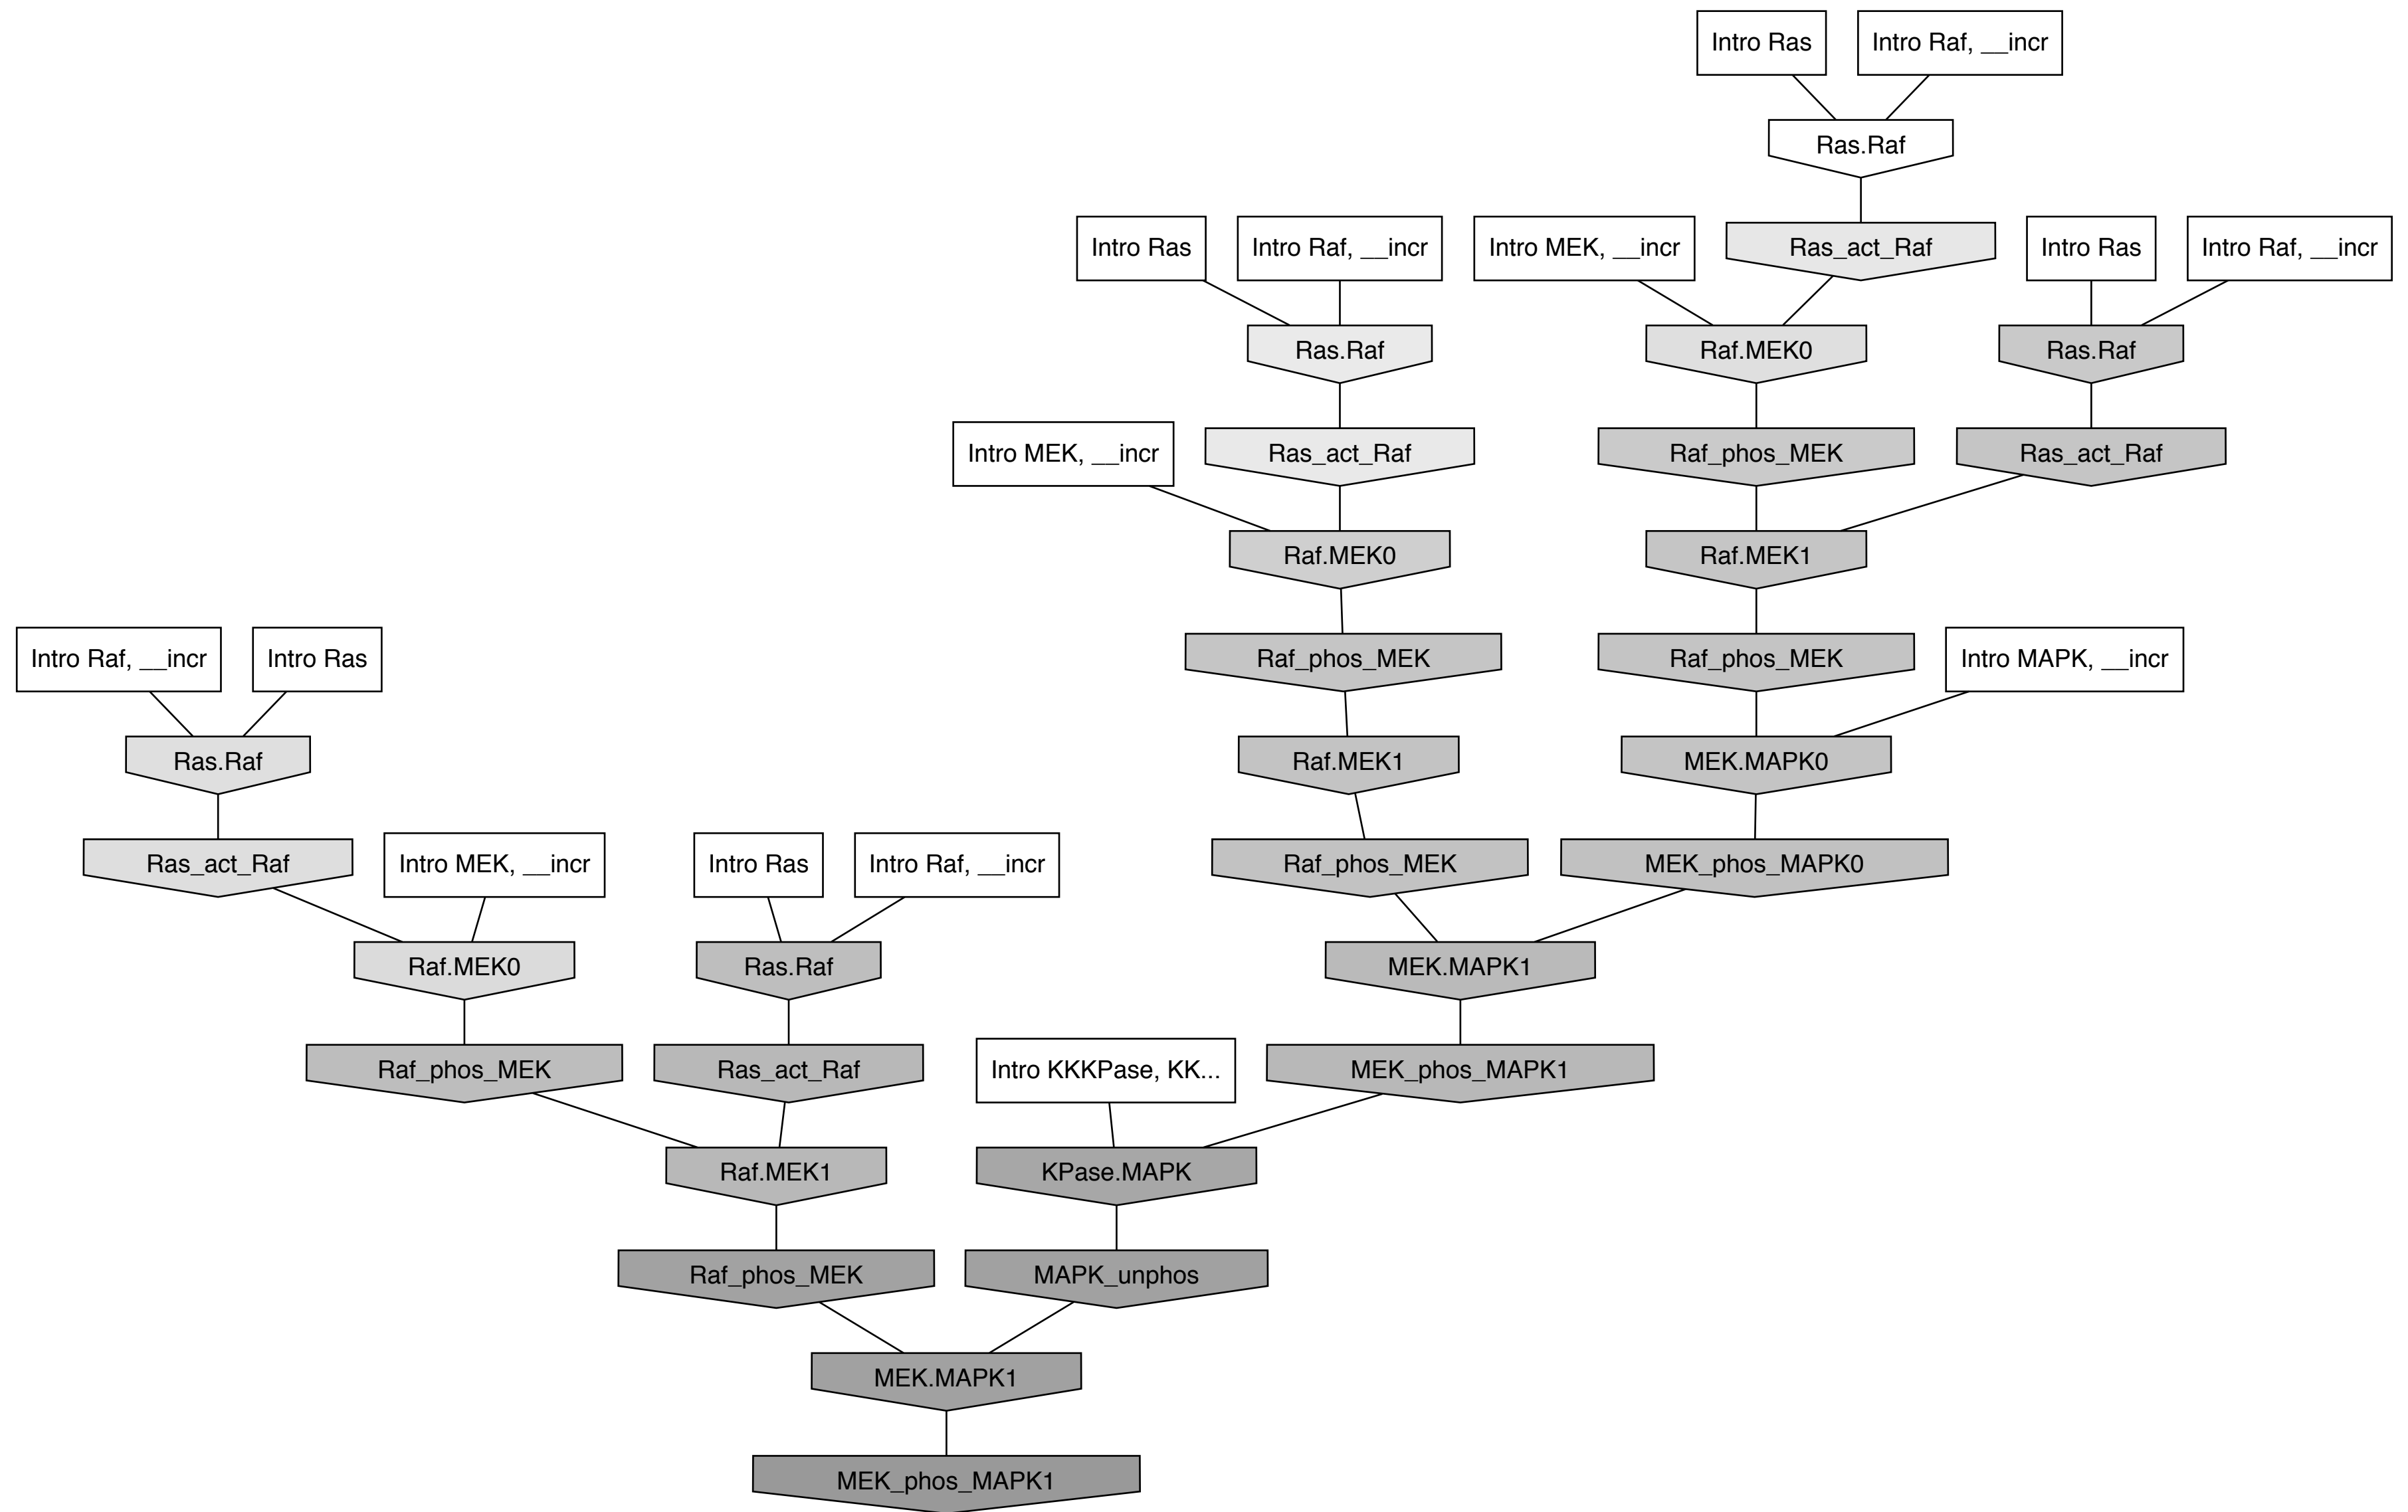 Intro Ras
Intro Raf, __incr
Ras.Raf
Intro Ras
Intro Raf, __incr
Intro MEK, __incr
Ras_act_Raf
Intro Ras
Intro Raf, __incr
Ras.Raf
Raf.MEK0
Ras.Raf
Intro MEK, __incr
Ras_act_Raf
Raf_phos_MEK
Ras_act_Raf
Raf.MEK0
Raf.MEK1
Intro Raf, __incr
Intro Ras
Raf_phos_MEK
Raf_phos_MEK
Intro MAPK, __incr
Ras.Raf
Raf.MEK1
MEK.MAPK0
Ras_act_Raf
Intro MEK, __incr
Intro Ras
Intro Raf, __incr
Raf_phos_MEK
MEK_phos_MAPK0
Raf.MEK0
Ras.Raf
MEK.MAPK1
Raf_phos_MEK
Ras_act_Raf
Intro KKKPase, KK...
MEK_phos_MAPK1
Raf.MEK1
KPase.MAPK
Raf_phos_MEK
MAPK_unphos
MEK.MAPK1
MEK_phos_MAPK1